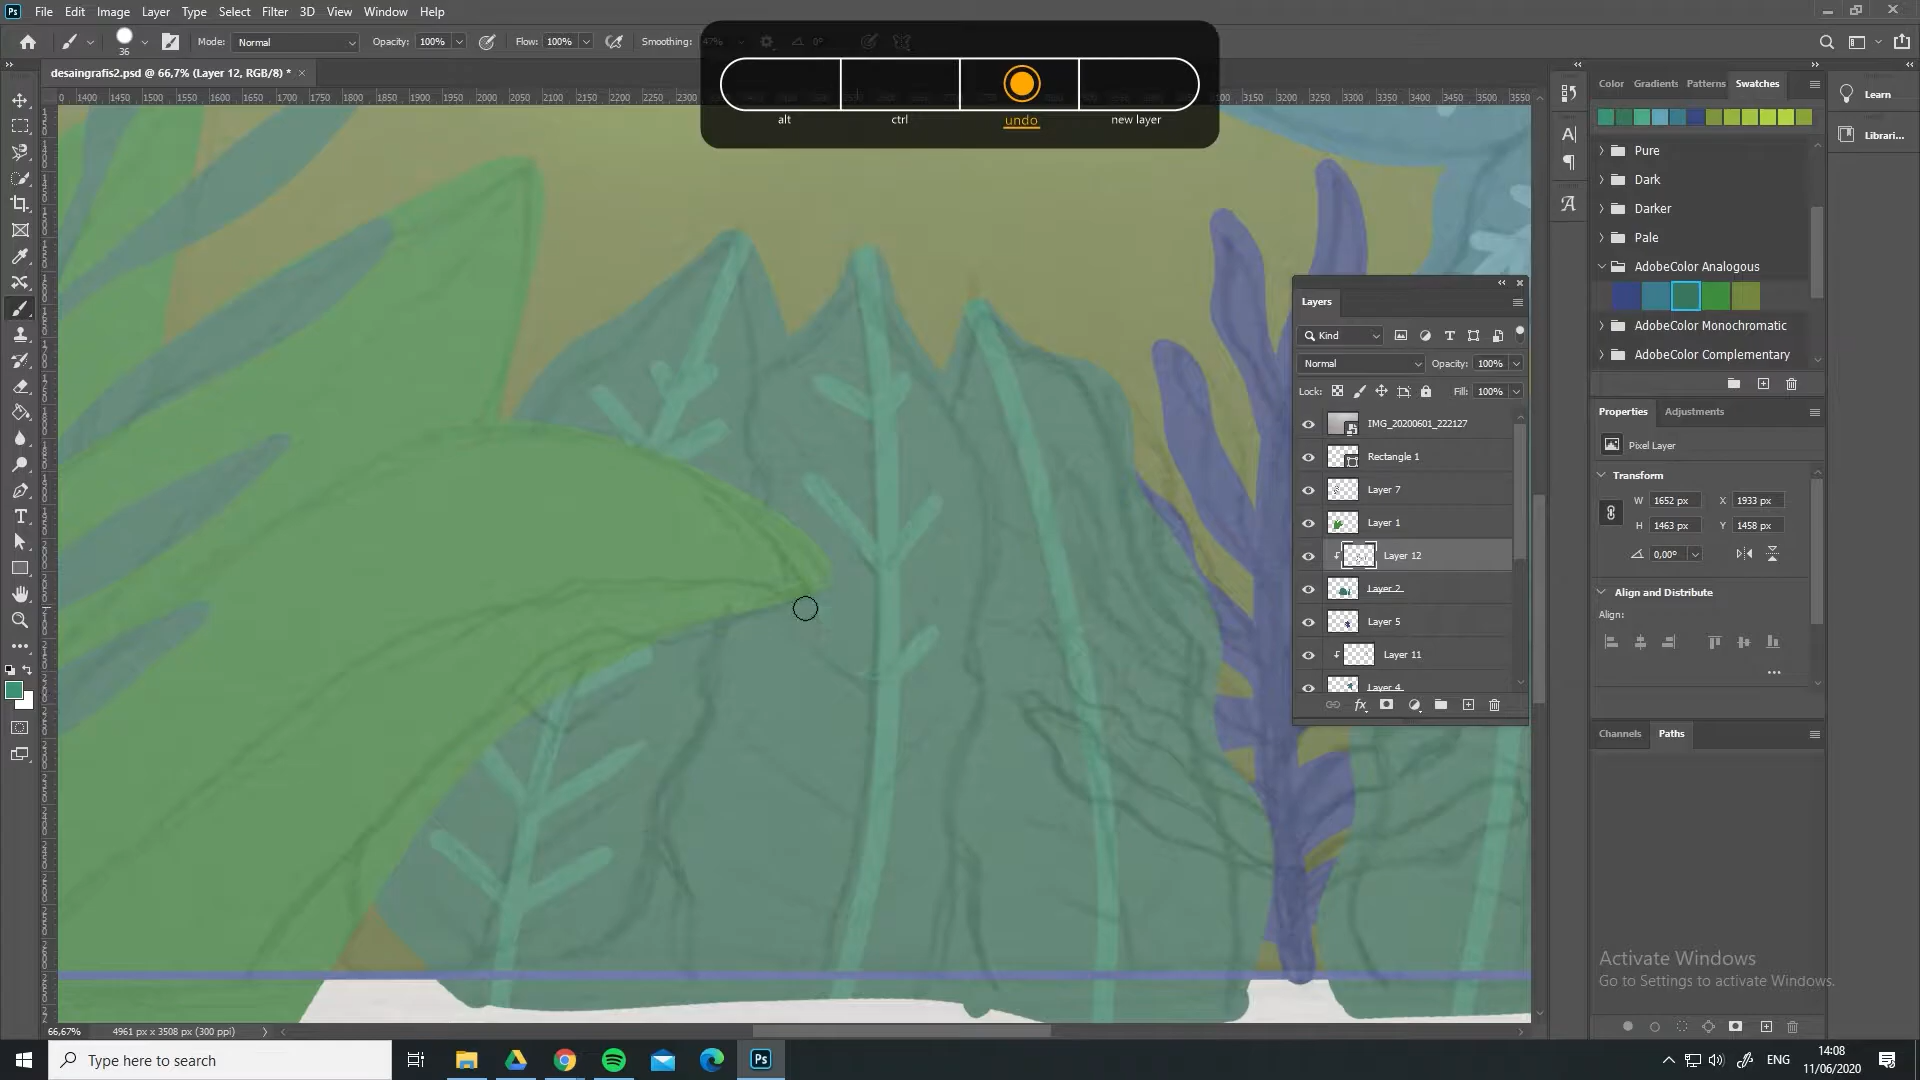 Ps File Edit Image Layer Type Select Filter 3D View Window Help
36 Mode: Normal Opacity: 100% Flow: 100% Smoothing: 47% 0°
desaingrafis2.psd @ 66,7% (Layer 12, RGB/8) * ×
alt ctrl undo new layer
Color Gradients Patterns Swatches
Learn
Librari...
Pure
Dark
Darker
Pale
AdobeColor Analogous
AdobeColor Monochromatic
AdobeColor Complementary
Layers
Kind
Normal Opacity: 100%
Lock: Fill: 100%
IMG_20200601_222127
Rectangle 1
Layer 7
Layer 1
Layer 12
Layer 2
Layer 5
Layer 11
Layer 4
Properties Adjustments
Pixel Layer
Transform
W 1652 px X 1933 px
H 1463 px Y 1458 px
0,00°
Align and Distribute
Align:
Channels Paths
Activate Windows
Go to Settings to activate Windows.
66,67% 4961 px x 3508 px (300 ppi)
Type here to search
Ps
ENG
14:08
11/06/2020